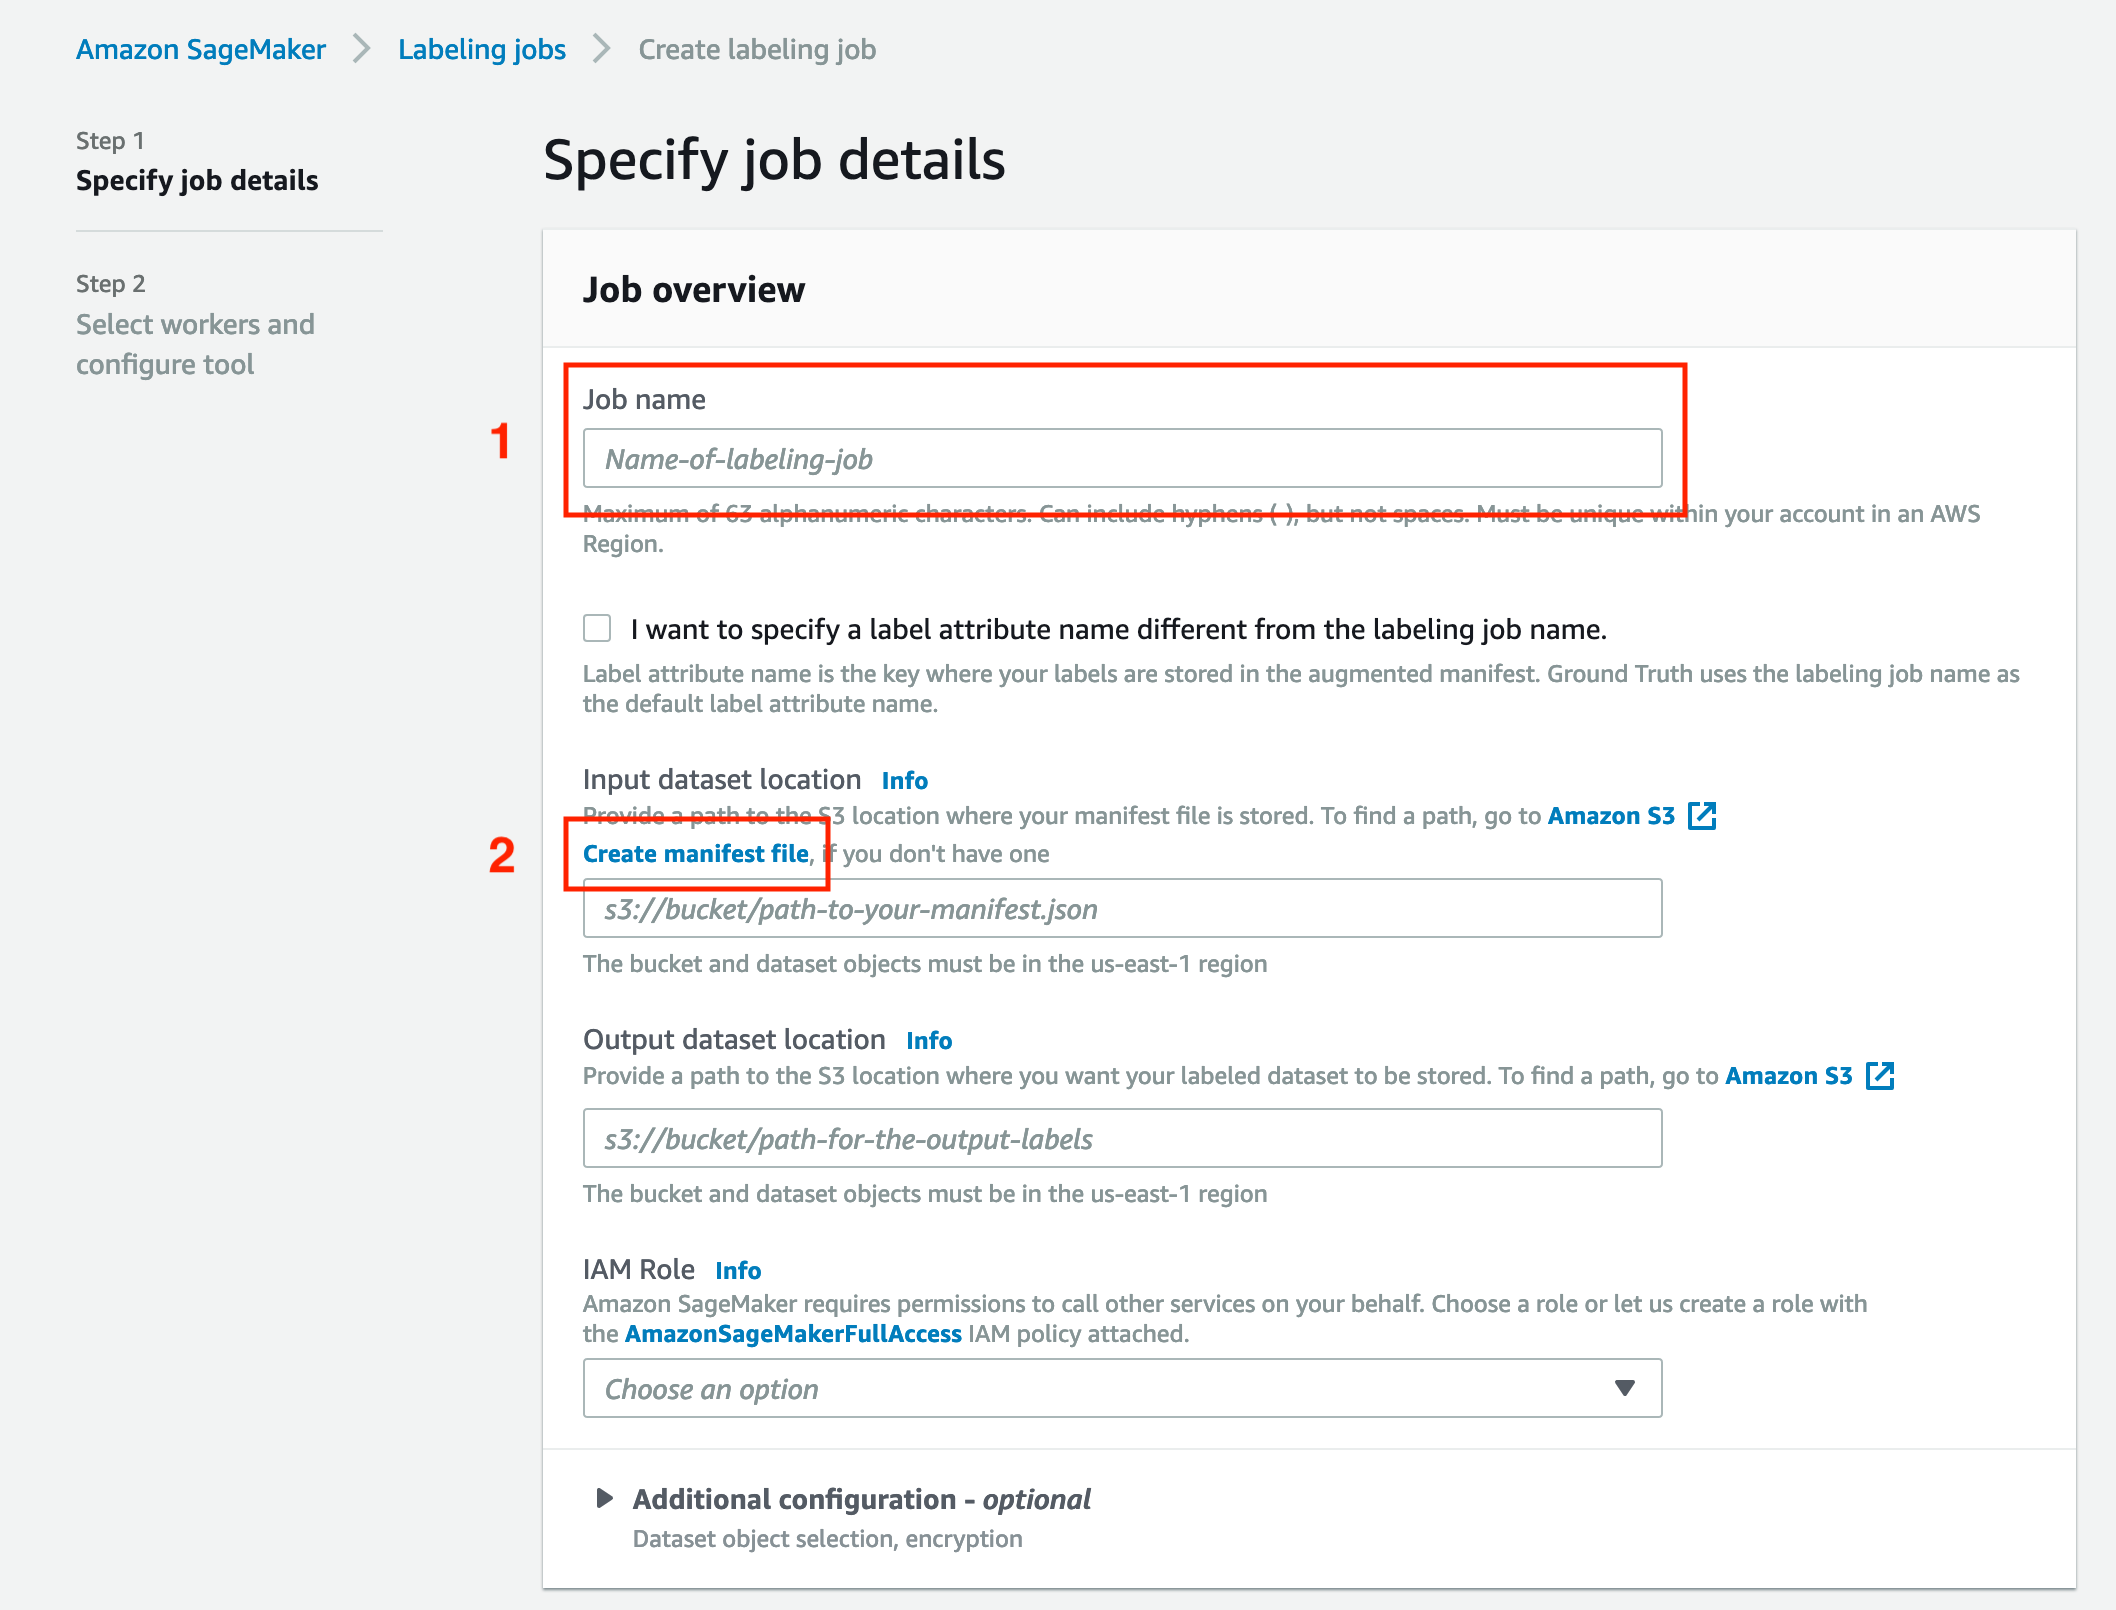 Amazon SageMaker > Labeling jobs > Create labeling job
Step 1
Specify job details
Step 2
Select workers and
configure tool
Specify job details
Job overview
1
Job name
Name-of-labeling-job
Maximum of 63 alphanumeric characters. Can include hyphens (-), but not spaces. Must be unique within your account in an AWS
Region.
I want to specify a label attribute name different from the labeling job name.
Label attribute name is the key where your labels are stored in the augmented manifest. Ground Truth uses the labeling job name as
the default label attribute name.
Input dataset location Info
Provide a path to the S3 location where your manifest file is stored. To find a path, go to Amazon S3
2
Create manifest file, if you don't have one
s3://bucket/path-to-your-manifest.json
The bucket and dataset objects must be in the us-east-1 region
Output dataset location Info
Provide a path to the S3 location where you want your labeled dataset to be stored. To find a path, go to Amazon S3
s3://bucket/path-for-the-output-labels
The bucket and dataset objects must be in the us-east-1 region
IAM Role Info
Amazon SageMaker requires permissions to call other services on your behalf. Choose a role or let us create a role with
the AmazonSageMakerFullAccess IAM policy attached.
Choose an option
Additional configuration - optional
Dataset object selection, encryption